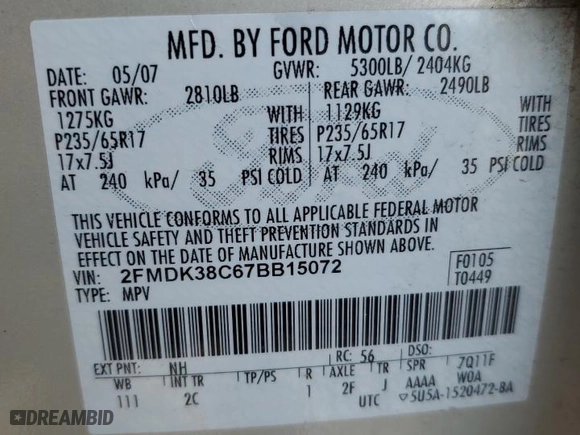 MFD. BY FORD MOTOR CO.
DATE: 05/07 GVWR: 5300LB/ 2404KG
FRONT GAWR: 2810LB REAR GAWR: 2490LB
1275KG WITH 1129KG WITH
P235/65R17 TIRES P235/65R17 TIRES
17x7.5J RIMS 17x7.5J RIMS
AT 240 kPa/ 35 PSI COLD AT 240 kPa/ 35 PSI COLD
THIS VEHICLE CONFORMS TO ALL APPLICABLE FEDERAL MOTOR
VEHICLE SAFETY AND THEFT PREVENTION STANDARDS IN
EFFECT ON THE DATE OF MANUFACTURE SHOWN ABOVE.
VIN: 2FMDK38C67BB15072 F0105
TYPE: MPV T0449
EXT PNT: NH RC: 56 DSO:
WB INT TR TP/PS R AXLE TR SPR 7Q11F
111 2C 1 2F J AAAA WOA
UTC ▽5U5A-1520472-BA
Ford
DREAMBID